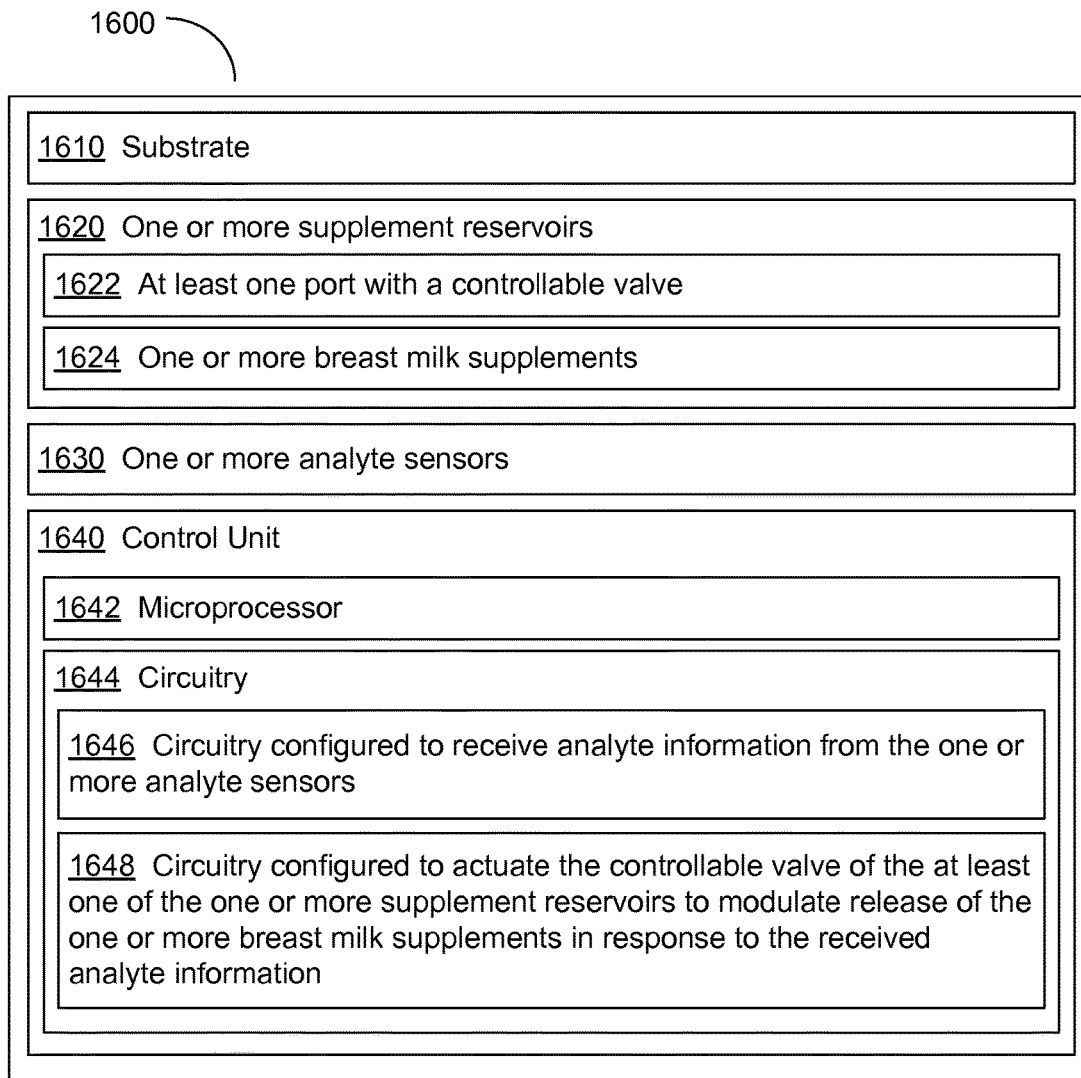 1600
1610 Substrate
1620 One or more supplement reservoirs
1622 At least one port with a controllable valve
1624 One or more breast milk supplements
1630 One or more analyte sensors
1640 Control Unit
1642 Microprocessor
1644 Circuitry
1646 Circuitry configured to receive analyte information from the one or
more analyte sensors
1648 Circuitry configured to actuate the controllable valve of the at least
one of the one or more supplement reservoirs to modulate release of the
one or more breast milk supplements in response to the received
analyte information